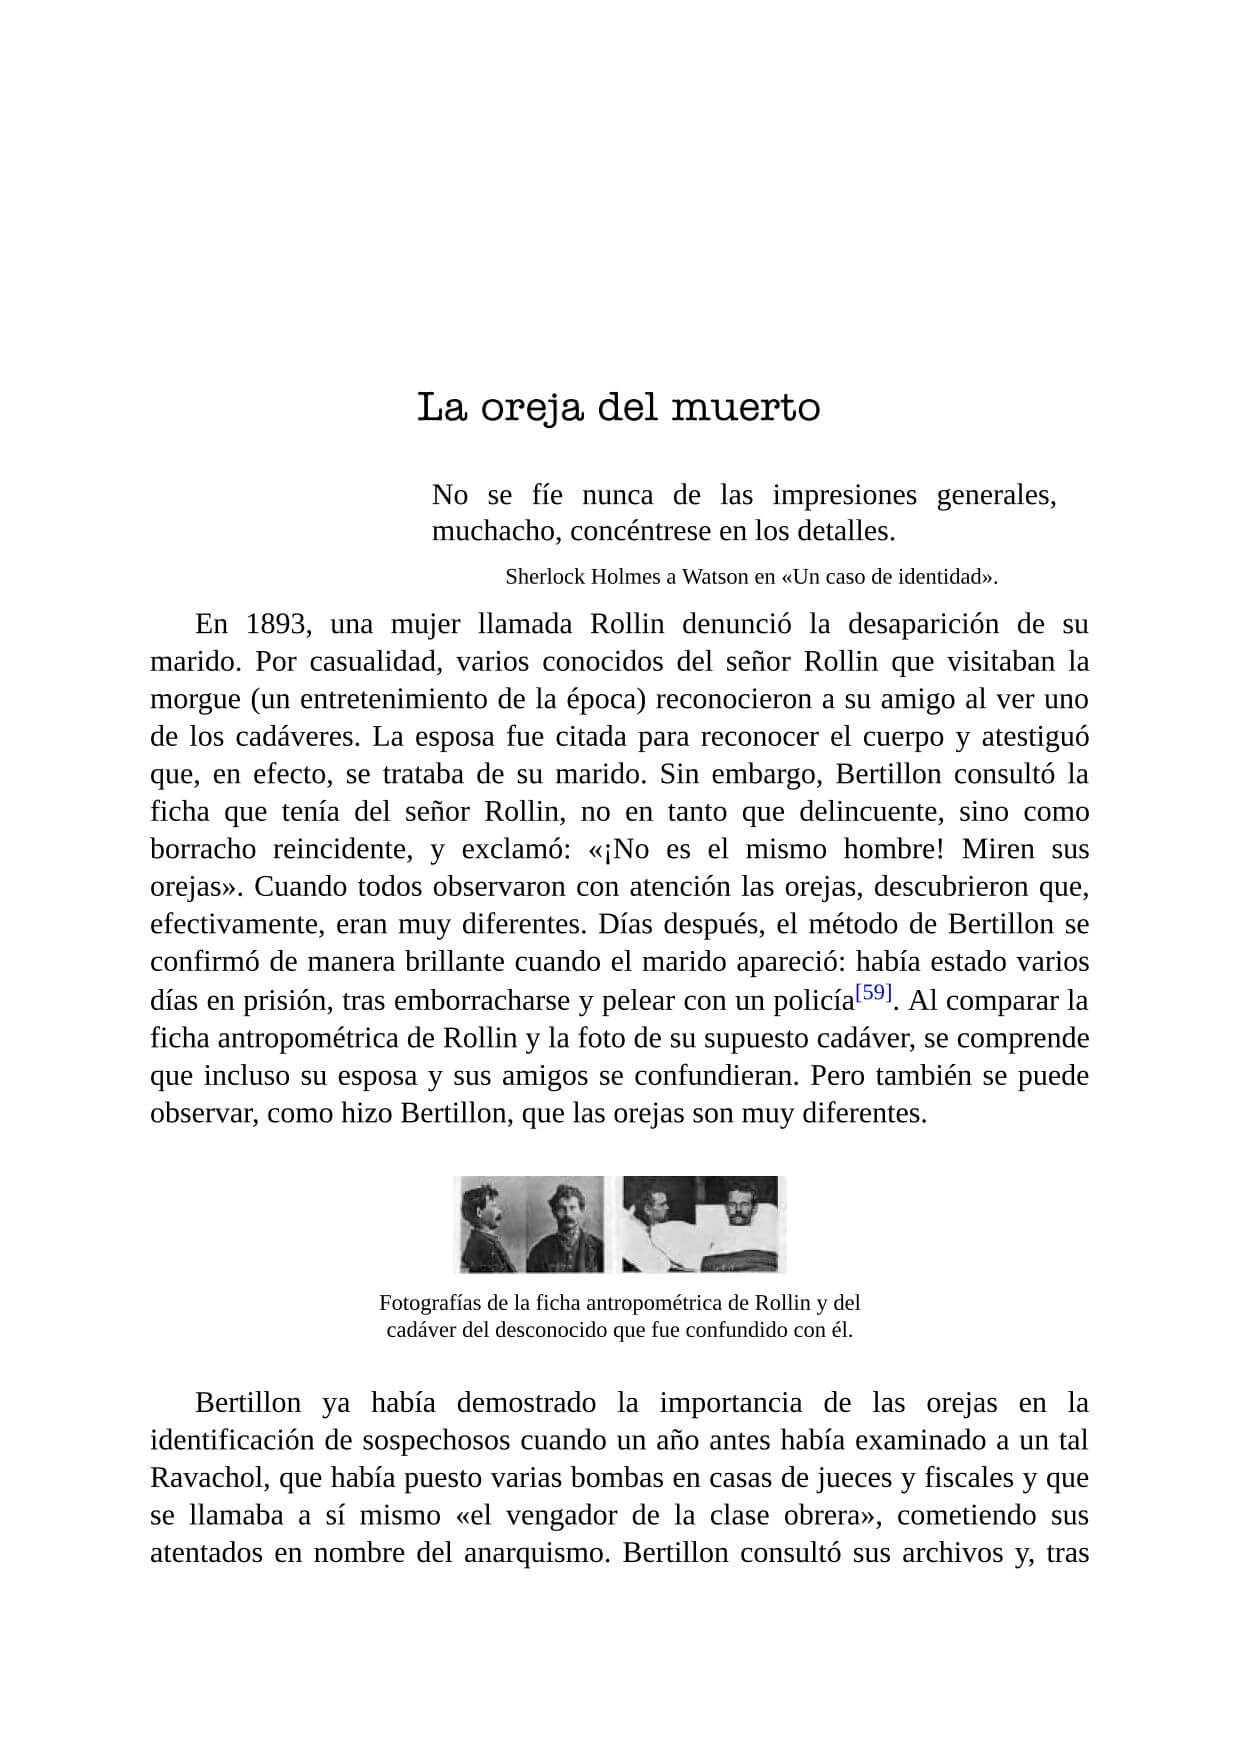 La oreja del muerto
No se fíe nunca de las impresiones generales,
muchacho, concéntrese en los detalles.
Sherlock Holmes a Watson en «Un caso de identidad».
En 1893, una mujer llamada Rollin denunció la desaparición de su
marido. Por casualidad, varios conocidos del señor Rollin que visitaban la
morgue (un entretenimiento de la época) reconocieron a su amigo al ver uno
de los cadáveres. La esposa fue citada para reconocer el cuerpo y atestiguó
que, en efecto, se trataba de su marido. Sin embargo, Bertillon consultó la
ficha que tenía del señor Rollin, no en tanto que delincuente, sino como
borracho reincidente, y exclamó: «¡No es el mismo hombre! Miren sus
orejas». Cuando todos observaron con atención las orejas, descubrieron que,
efectivamente, eran muy diferentes. Días después, el método de Bertillon se
confirmó de manera brillante cuando el marido apareció: había estado varios
días en prisión, tras emborracharse y pelear con un policía[59]. Al comparar la
ficha antropométrica de Rollin y la foto de su supuesto cadáver, se comprende
que incluso su esposa y sus amigos se confundieran. Pero también se puede
observar, como hizo Bertillon, que las orejas son muy diferentes.
Fotografías de la ficha antropométrica de Rollin y del
cadáver del desconocido que fue confundido con él.
Bertillon ya había demostrado la importancia de las orejas en la
identificación de sospechosos cuando un año antes había examinado a un tal
Ravachol, que había puesto varias bombas en casas de jueces y fiscales y que
se llamaba a sí mismo «el vengador de la clase obrera», cometiendo sus
atentados en nombre del anarquismo. Bertillon consultó sus archivos y, tras